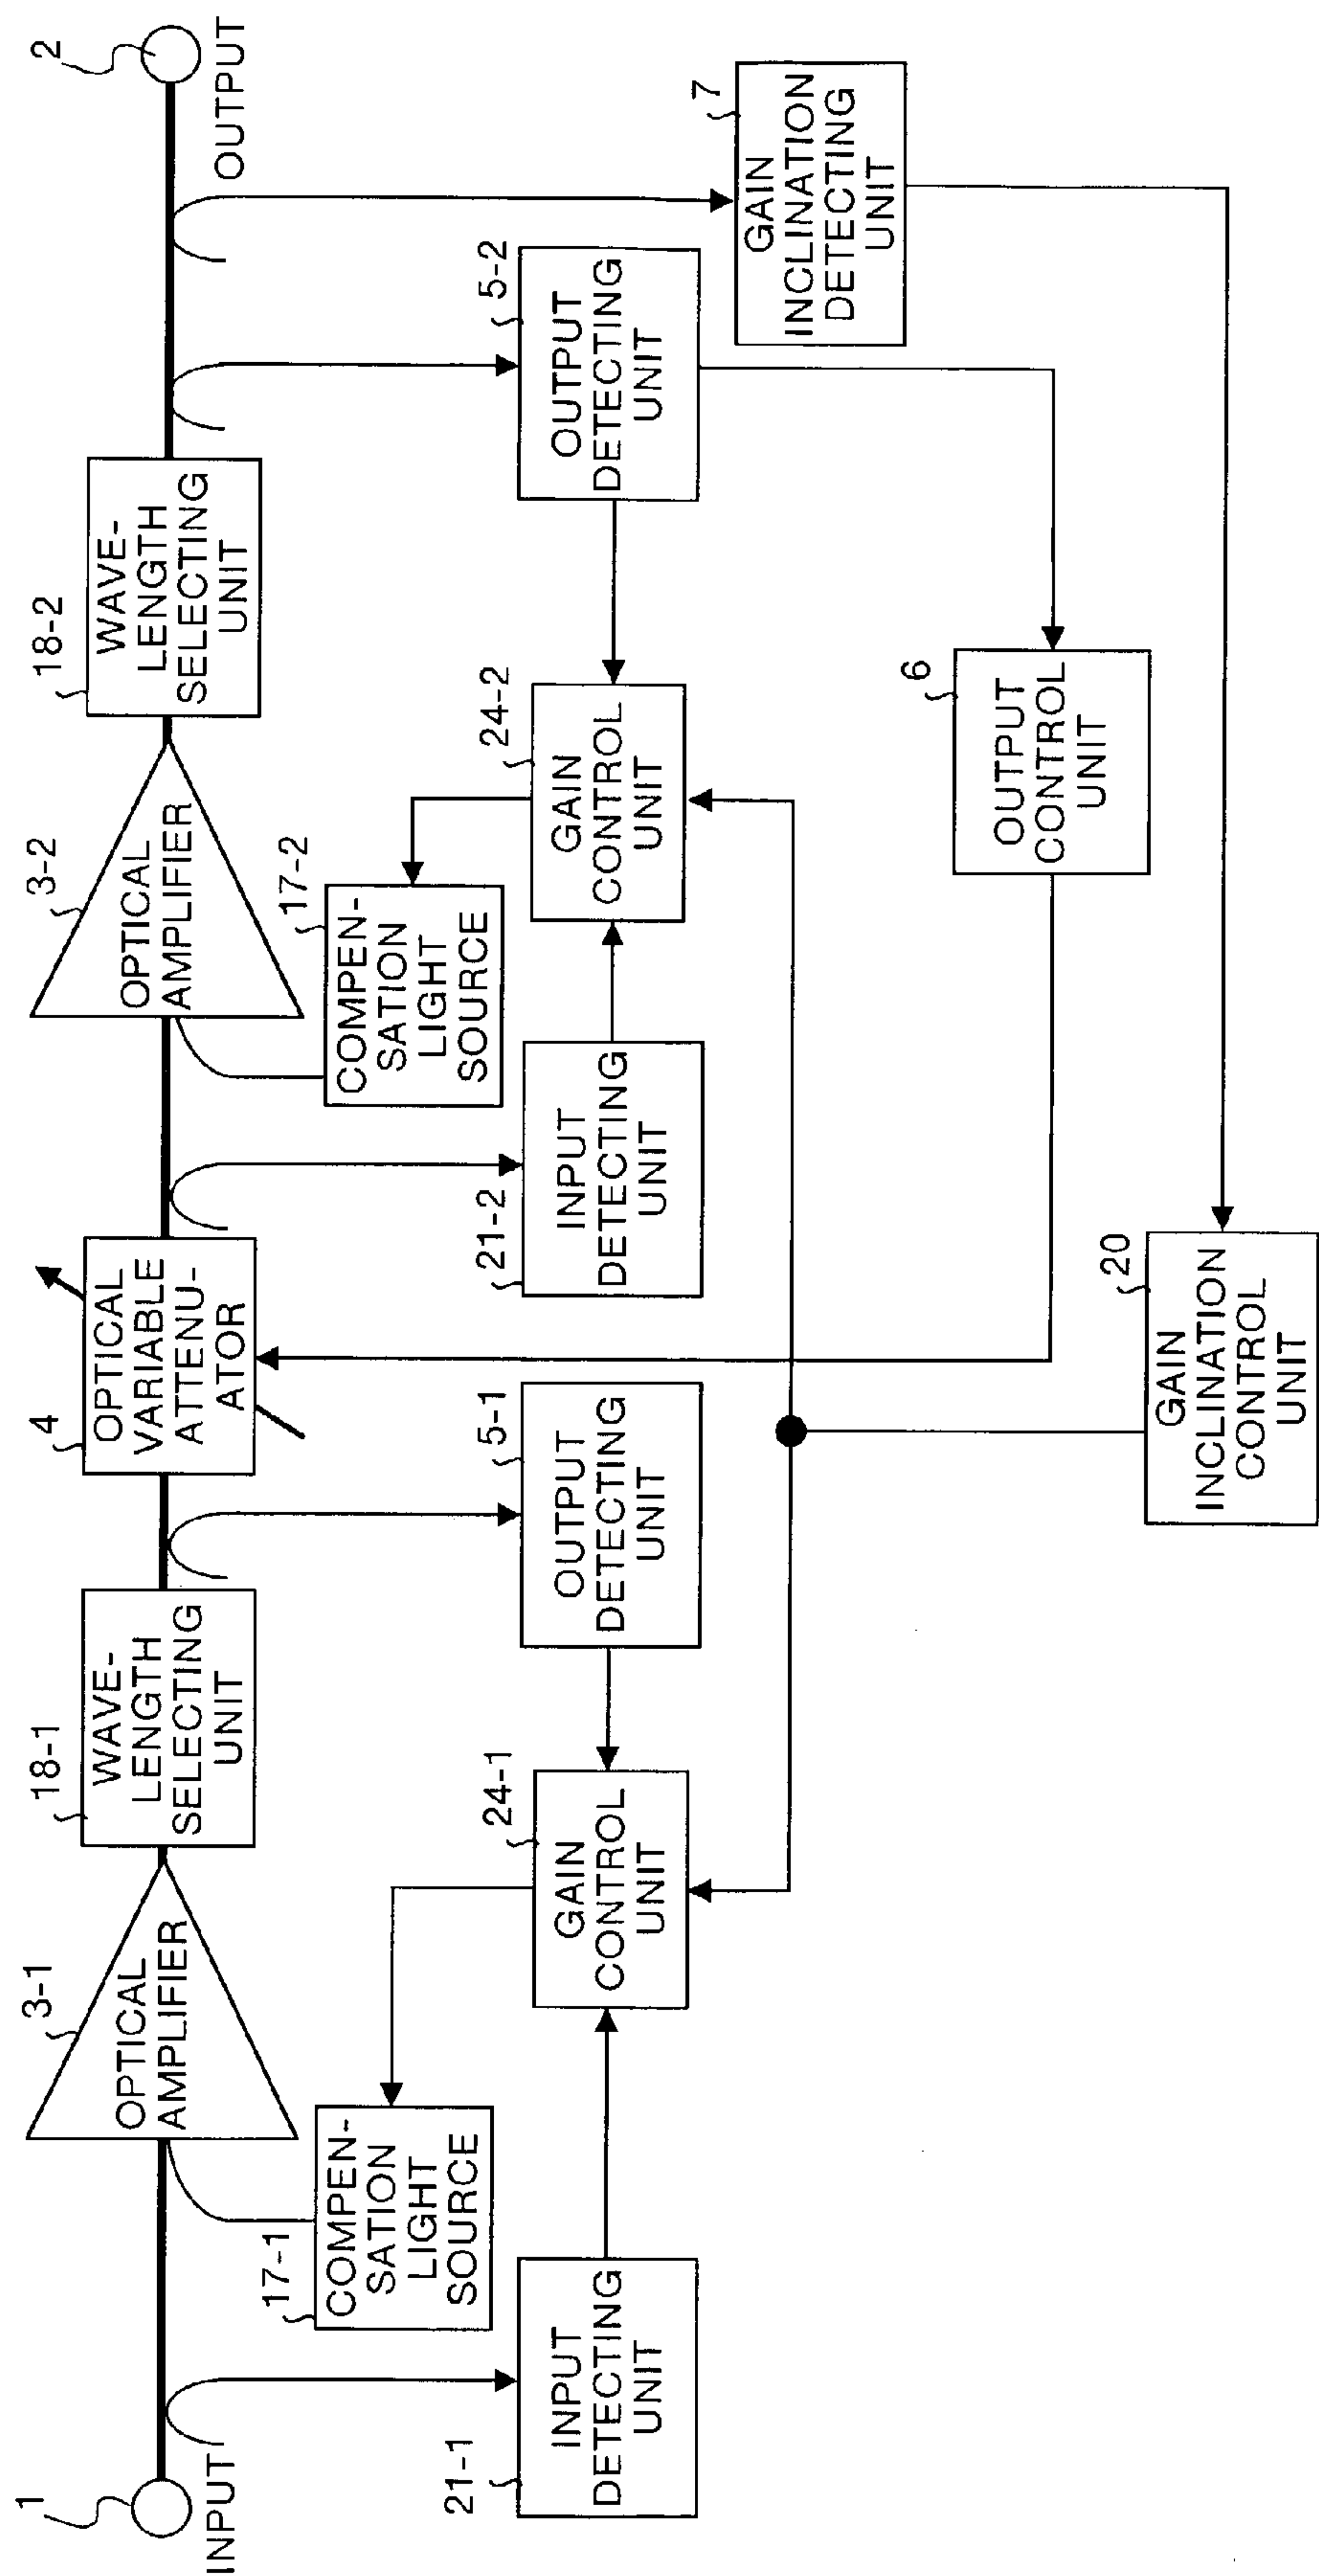 1
INPUT
3-1
OPTICAL
AMPLIFIER
18-1
WAVE-
LENGTH
SELECTING
UNIT
4
OPTICAL
VARIABLE
ATTENU-
ATOR
3-2
OPTICAL
AMPLIFIER
18-2
WAVE-
LENGTH
SELECTING
UNIT
2
OUTPUT
17-1
COMPEN-
SATION
LIGHT
SOURCE
17-2
COMPEN-
SATION
LIGHT
SOURCE
21-1
INPUT
DETECTING
UNIT
24-1
GAIN
CONTROL
UNIT
5-1
OUTPUT
DETECTING
UNIT
21-2
INPUT
DETECTING
UNIT
24-2
GAIN
CONTROL
UNIT
5-2
OUTPUT
DETECTING
UNIT
7
GAIN
INCLINATION
DETECTING
UNIT
6
OUTPUT
CONTROL
UNIT
20
GAIN
INCLINATION
CONTROL
UNIT